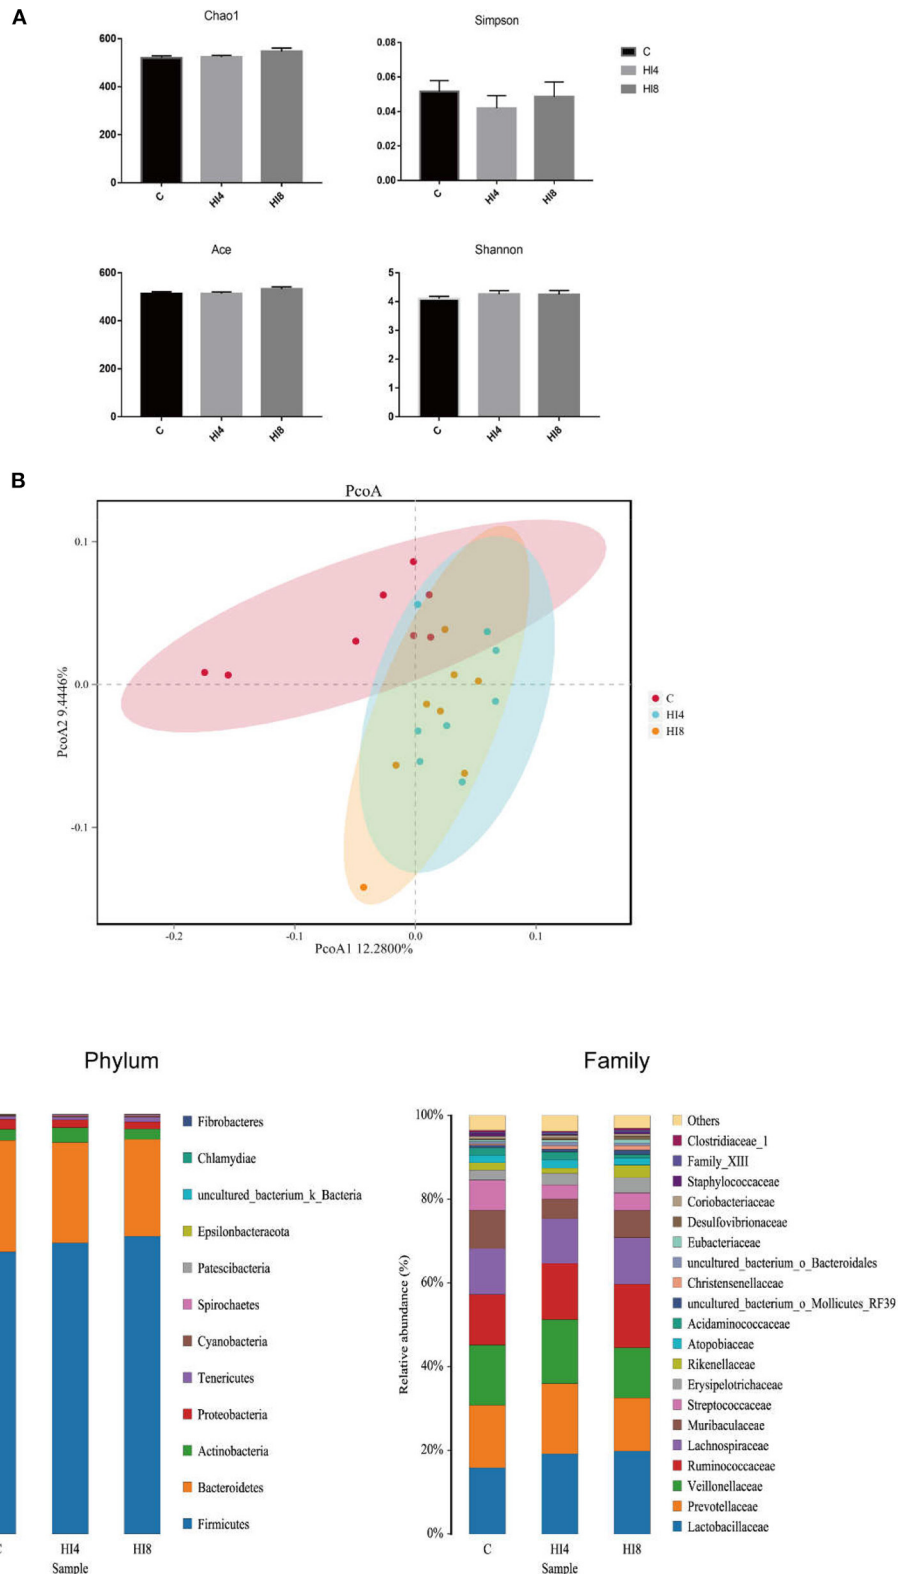 A
Chao1
600
400
200
0
C
HI4
HI8
Simpson
0.08
0.06
0.04
0.02
0.00
C
HI4
HI8
C
HI4
HI8
Ace
600
400
200
0
C
HI4
HI8
Shannon
5
4
3
2
1
0
C
HI4
HI8
B
PcoA
PcoA2 9.4446%
0.1
0.0
-0.1
-0.2
-0.1
0.0
0.1
PcoA1 12.2800%
C
HI4
HI8
Phylum
HI4
HI8
Sample
Fibrobacteres
Chlamydiae
uncultured_bacterium_k_Bacteria
Epsilonbacteraeota
Patescibacteria
Spirochaetes
Cyanobacteria
Tenericutes
Proteobacteria
Actinobacteria
Bacteroidetes
Firmicutes
Family
Relative abundance (%)
100%
80%
60%
40%
20%
0%
C
HI4
HI8
Sample
Others
Clostridiaceae_1
Family_XIII
Staphylococcaceae
Coriobacteriaceae
Desulfovibrionaceae
Eubacteriaceae
uncultured_bacterium_o_Bacteroidales
Christensenellaceae
uncultured_bacterium_o_Mollicutes_RF39
Acidaminococcaceae
Atopobiaceae
Rikenellaceae
Erysipelotrichaceae
Streptococcaceae
Muribaculaceae
Lachnospiraceae
Ruminococcaceae
Veillonellaceae
Prevotellaceae
Lactobacillaceae